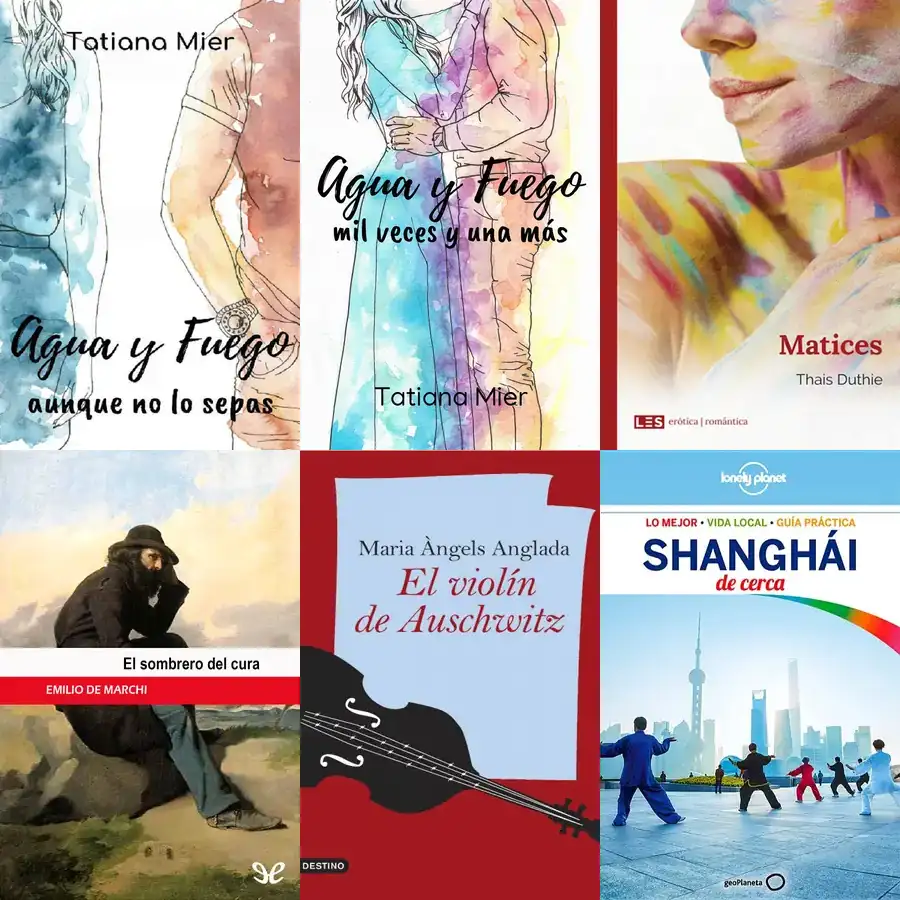 Tatiana Mier
Agua y Fuego
aunque no lo sepas
Agua y Fuego
mil veces y una más
Tatiana Mier
Matices
Thais Duthie
LES erótica | romántica
El sombrero del cura
EMILIO DE MARCHI
Maria Àngels Anglada
El violín
de Auschwitz
DESTINO
lonely planet
LO MEJOR • VIDA LOCAL • GUÍA PRÁCTICA
SHANGHÁI
de cerca
geoPlaneta